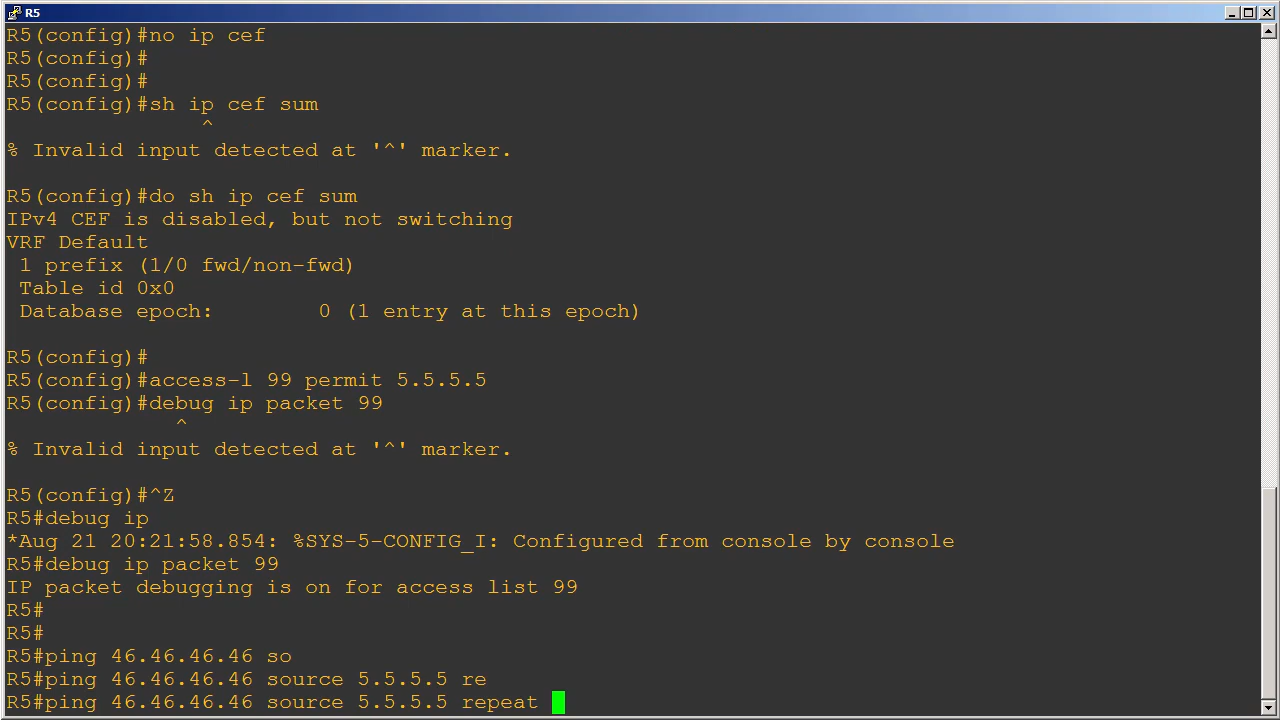 R5
R5(config)#no ip cef
R5(config)#
R5(config)#
R5(config)#sh ip cef sum
^
% Invalid input detected at '^' marker.
R5(config)#do sh ip cef sum
IPv4 CEF is disabled, but not switching
VRF Default
 1 prefix (1/0 fwd/non-fwd)
 Table id 0x0
 Database epoch:        0 (1 entry at this epoch)
R5(config)#
R5(config)#access-l 99 permit 5.5.5.5
R5(config)#debug ip packet 99
^
% Invalid input detected at '^' marker.
R5(config)#^Z
R5#debug ip
*Aug 21 20:21:58.854: %SYS-5-CONFIG_I: Configured from console by console
R5#debug ip packet 99
IP packet debugging is on for access list 99
R5#
R5#
R5#ping 46.46.46.46 so
R5#ping 46.46.46.46 source 5.5.5.5 re
R5#ping 46.46.46.46 source 5.5.5.5 repeat